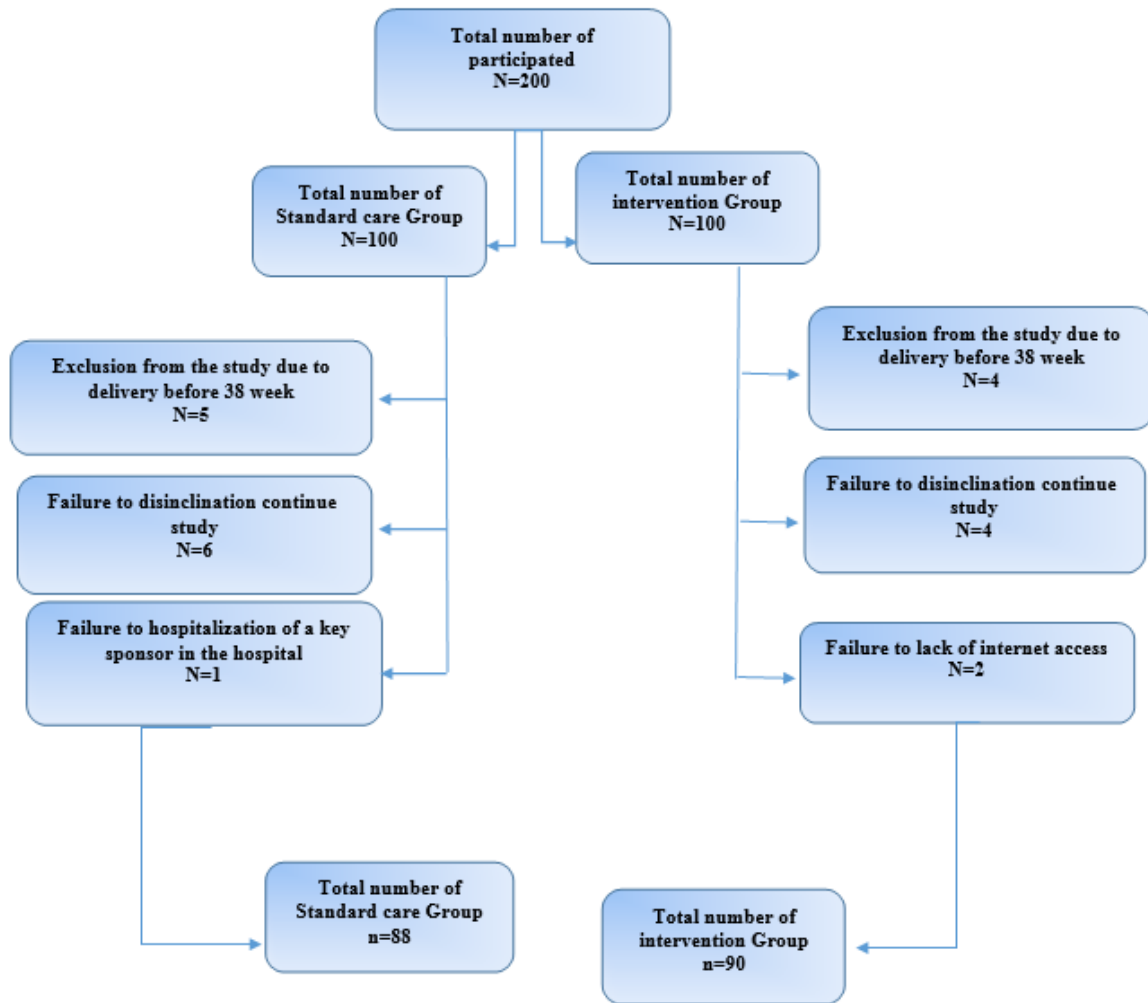 Total number of
participated
N=200
Total number of
Standard care Group
N=100
Total number of
intervention Group
N=100
Exclusion from the study due to
delivery before 38 week
N=5
Exclusion from the study due to
delivery before 38 week
N=4
Failure to disinclination continue
study
N=6
Failure to disinclination continue
study
N=4
Failure to hospitalization of a key
sponsor in the hospital
N=1
Failure to lack of internet access
N=2
Total number of
Standard care Group
n=88
Total number of
intervention Group
n=90